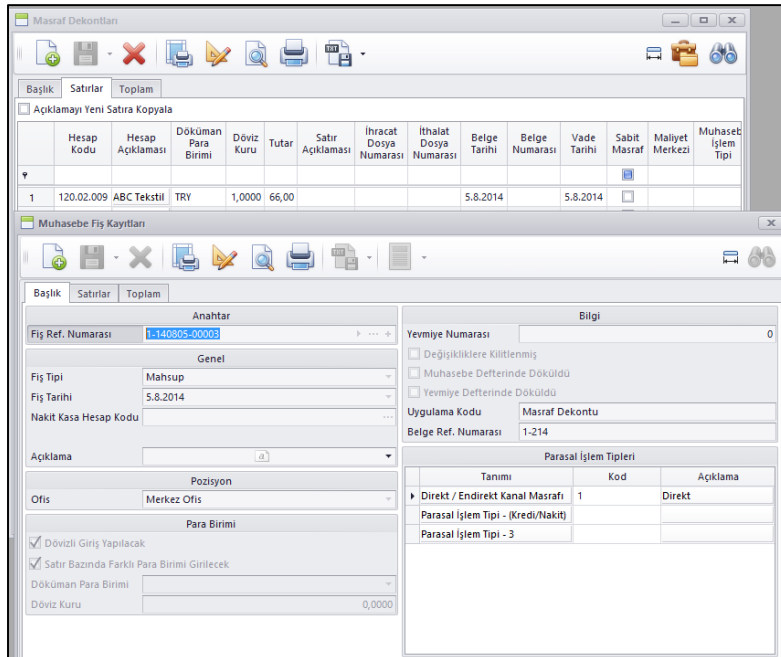 Masraf Dekontları
Başlık Satırlar Toplam
Açıklamayı Yeni Satıra Kopyala
Hesap Kodu Hesap Açıklaması Döküman Para Birimi Döviz Kuru Tutar Satır Açıklaması İhracat Dosya Numarası İthalat Dosya Numarası Belge Tarihi Belge Numarası Vade Tarihi Sabit Masraf Maliyet Merkezi Muhaseb İşlem Tipi
1 120.02.009 ABC Tekstil TRY 1,0000 66,00 5.8.2014 5.8.2014
Muhasebe Fiş Kayıtları
Başlık Satırlar Toplam
Anahtar
Fiş Ref. Numarası 1-140805-00003
Genel
Fiş Tipi Mahsup
Fiş Tarihi 5.8.2014
Nakit Kasa Hesap Kodu
Açıklama a
Pozisyon
Ofis Merkez Ofis
Para Birimi
Dövizli Giriş Yapılacak
Satır Bazında Farklı Para Birimi Girilecek
Döküman Para Birimi
Döviz Kuru 0,0000
Bilgi
Yevmiye Numarası 0
Değişikliklere Kilitlenmiş
Muhasebe Defterinde Döküldü
Yevmiye Defterinde Döküldü
Uygulama Kodu Masraf Dekontu
Belge Ref. Numarası 1-214
Parasal İşlem Tipleri
Tanımı Kod Açıklama
Direkt / Endirekt Kanal Masrafı 1 Direkt
Parasal İşlem Tipi - (Kredi/Nakit)
Parasal İşlem Tipi - 3